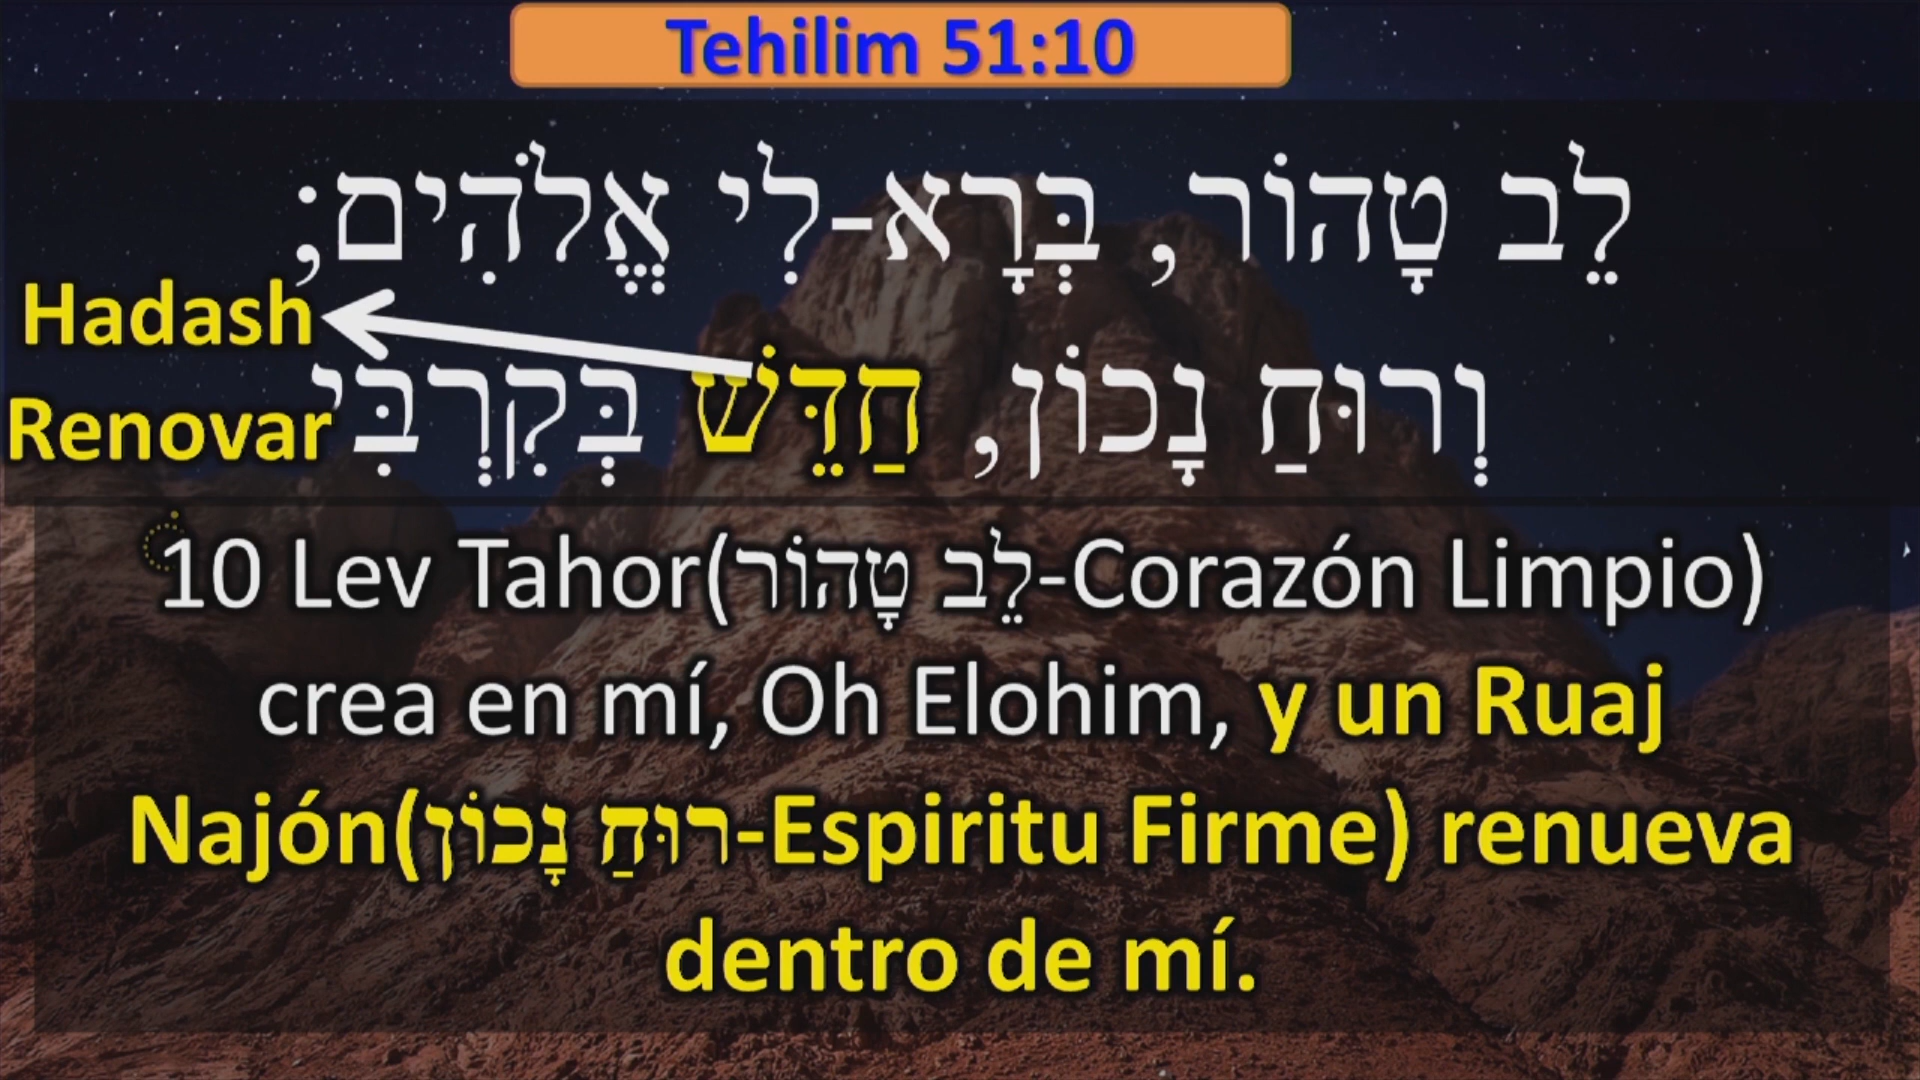 Tehilim 51:10
לֵב טָהוֹר, בְּרָא-לִי אֱלֹהִים;
Hadash
וְרוּחַ נָכוֹן, חַדֵּשׁ בְּקִרְבִּי
Renovar
10 Lev Tahor(לֵב טָהוֹר-Corazón Limpio)
crea en mí, Oh Elohim, y un Ruaj
Najón(רוּחַ נָכוֹן-Espiritu Firme) renueva
dentro de mí.